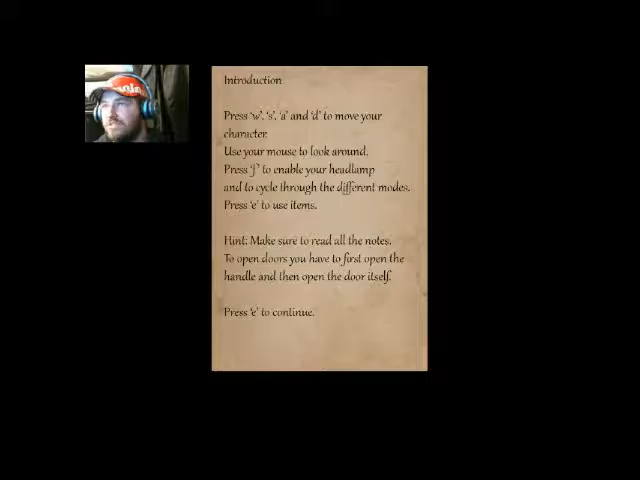 Introduction
Press 'w', 's', 'a' and 'd' to move your
character.
Use your mouse to look around.
Press 'f' to enable your headlamp
and to cycle through the different modes.
Press 'e' to use items.
Hint: Make sure to read all the notes.
To open doors you have to first open the
handle and then open the door itself.
Press 'e' to continue.